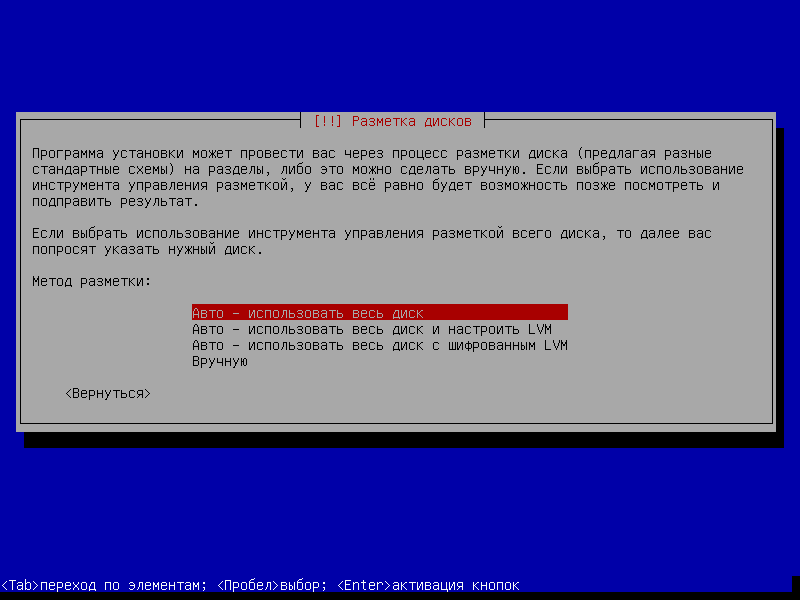 [!!] Разметка дисков
Программа установки может провести вас через процесс разметки диска (предлагая разные
стандартные схемы) на разделы, либо это можно сделать вручную. Если выбрать использование
инструмента управления разметкой, у вас всё равно будет возможность позже посмотреть и
подправить результат.
Если выбрать использование инструмента управления разметкой всего диска, то далее вас
попросят указать нужный диск.
Метод разметки:
Авто - использовать весь диск
Авто - использовать весь диск и настроить LVM
Авто - использовать весь диск с шифрованным LVM
Вручную
<Вернуться>
<Tab>переход по элементам; <Пробел>выбор; <Enter>активация кнопок